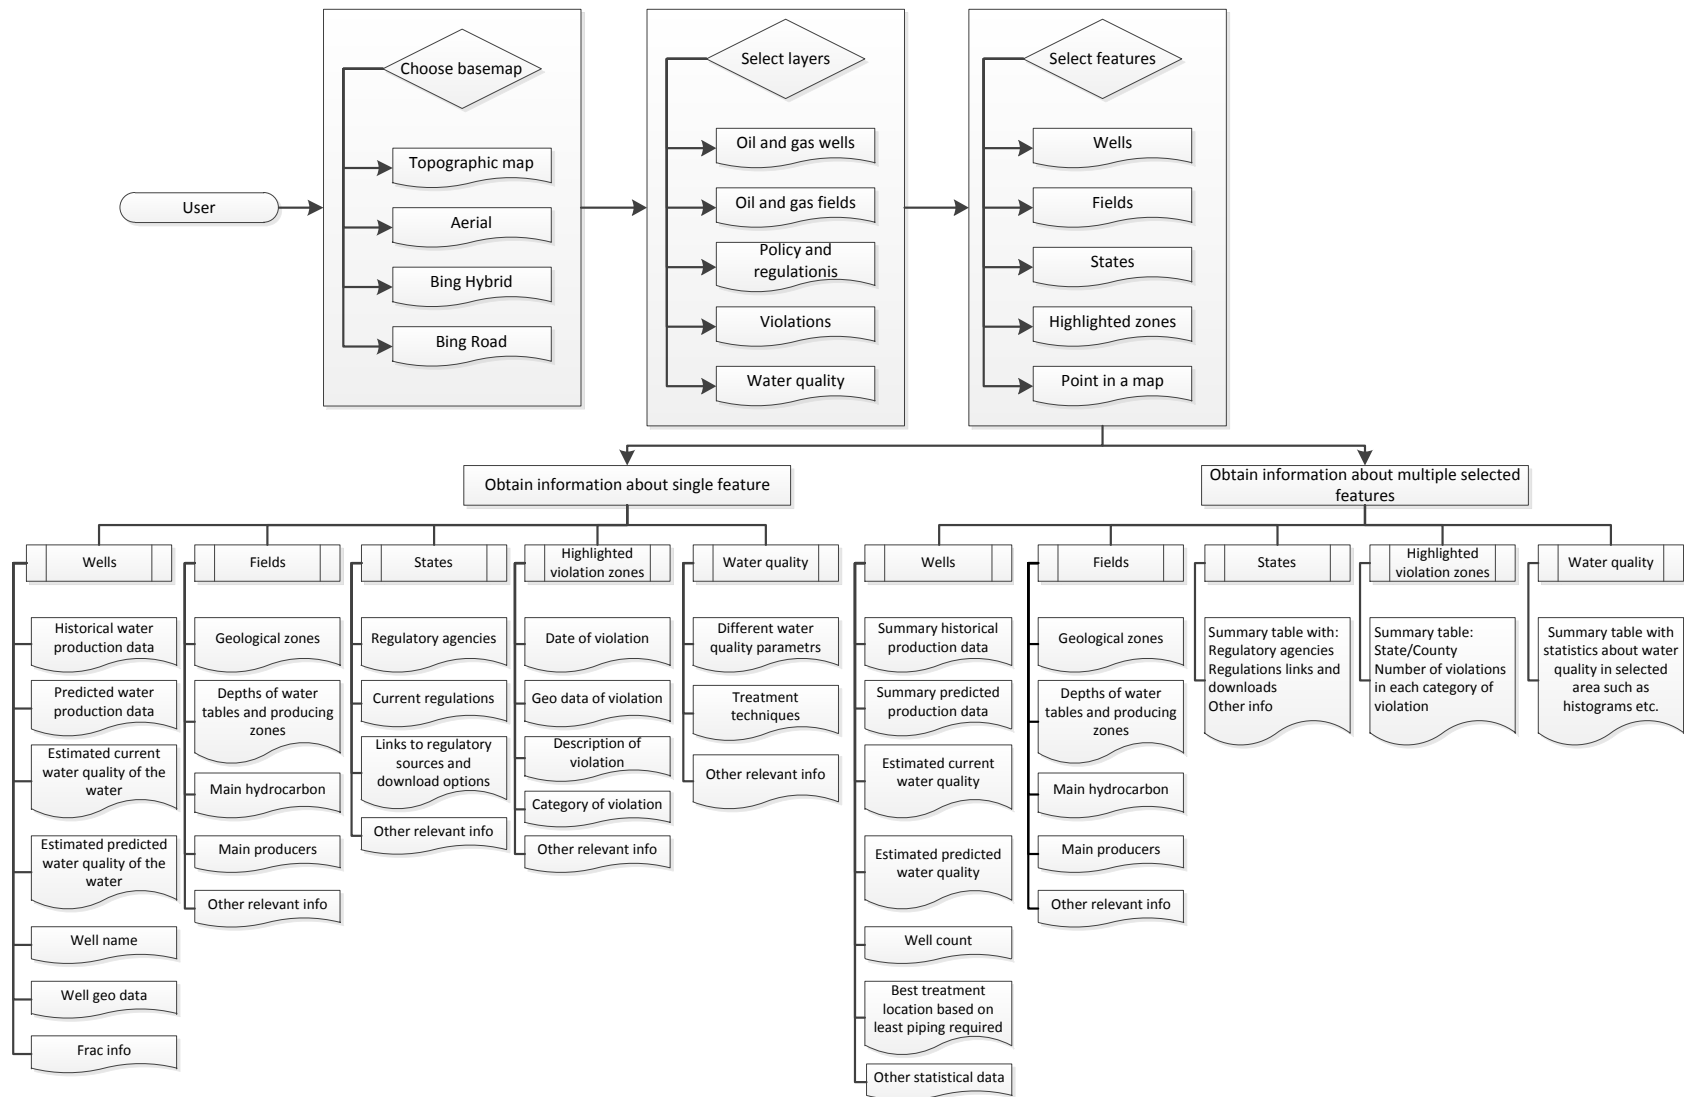 User
Choose basemap
Topographic map
Aerial
Bing Hybrid
Bing Road
Select layers
Oil and gas wells
Oil and gas fields
Policy and
regulationis
Violations
Water quality
Select features
Wells
Fields
States
Highlighted zones
Point in a map
Obtain information about single feature
Wells
Historical water
production data
Predicted water
production data
Estimated current
water quality of the
water
Estimated predicted
water quality of the
water
Well name
Well geo data
Frac info
Fields
Geological zones
Depths of water
tables and producing
zones
Main hydrocarbon
Main producers
Other relevant info
States
Regulatory agencies
Current regulations
Links to regulatory
sources and
download options
Other relevant info
Highlighted
violation zones
Date of violation
Geo data of violation
Description of
violation
Category of violation
Other relevant info
Water quality
Different water
quality parametrs
Treatment
techniques
Other relevant info
Obtain information about multiple selected
features
Wells
Summary historical
production data
Summary predicted
production data
Estimated current
water quality
Estimated predicted
water quality
Well count
Best treatment
location based on
least piping required
Other statistical data
Fields
Geological zones
Depths of water
tables and producing
zones
Main hydrocarbon
Main producers
Other relevant info
States
Summary table with:
Regulatory agencies
Regulations links and
downloads
Other info
Highlighted
violation zones
Summary table:
State/County
Number of violations
in each category of
violation
Water quality
Summary table with
statistics about water
quality in selected
area such as
histograms etc.